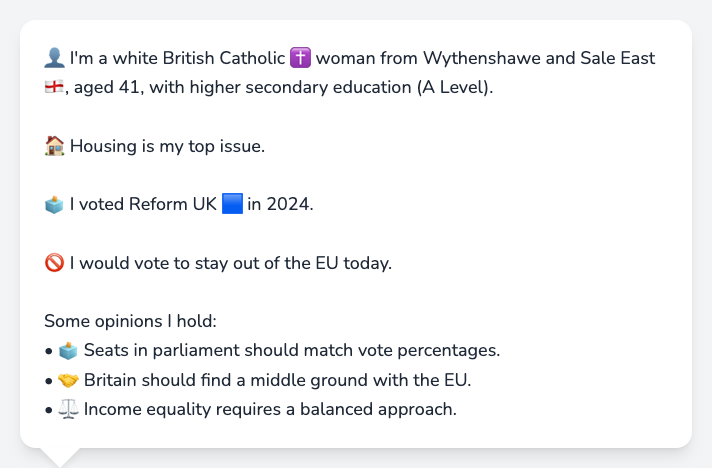 👤 I'm a white British Catholic ✝️ woman from Wythenshawe and Sale East
🏴󠁧󠁢󠁥󠁮󠁧󠁿, aged 41, with higher secondary education (A Level).
🏠 Housing is my top issue.
🗳️ I voted Reform UK 🟦 in 2024.
🚫 I would vote to stay out of the EU today.
Some opinions I hold:
• 🗳️ Seats in parliament should match vote percentages.
• 🤝 Britain should find a middle ground with the EU.
• ⚖️ Income equality requires a balanced approach.